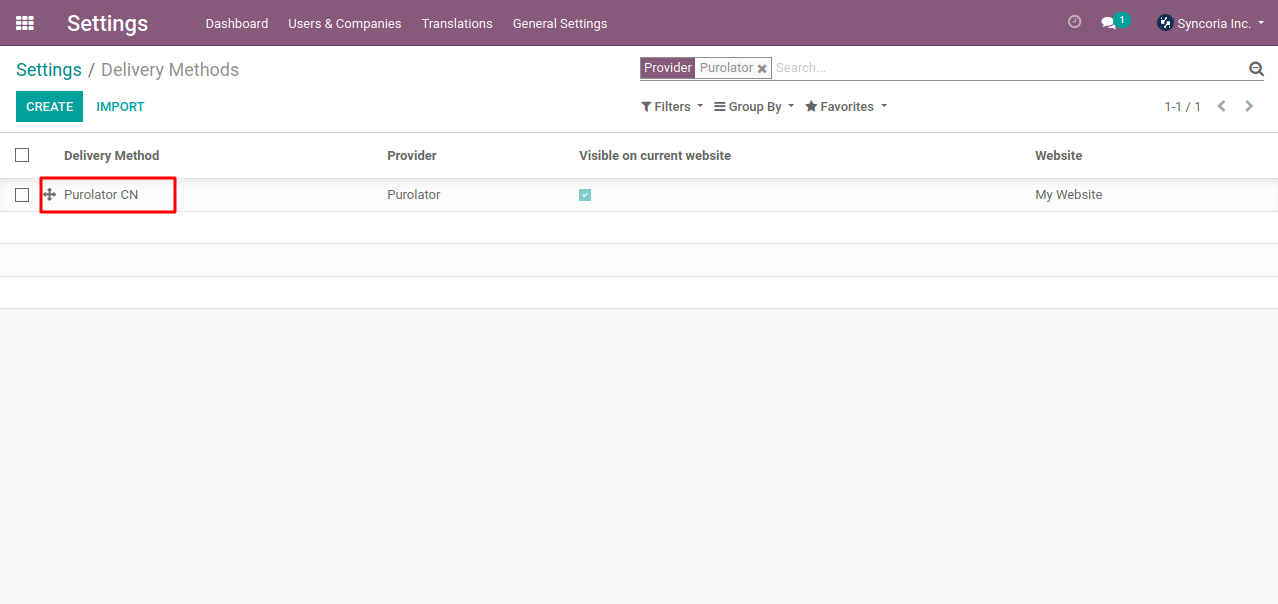 Settings Dashboard Users & Companies Translations General Settings 1 Syncoria Inc.
Settings / Delivery Methods Provider Purolator Search...
CREATE IMPORT Filters Group By Favorites 1-1 / 1
Delivery Method Provider Visible on current website Website
Purolator CN Purolator My Website